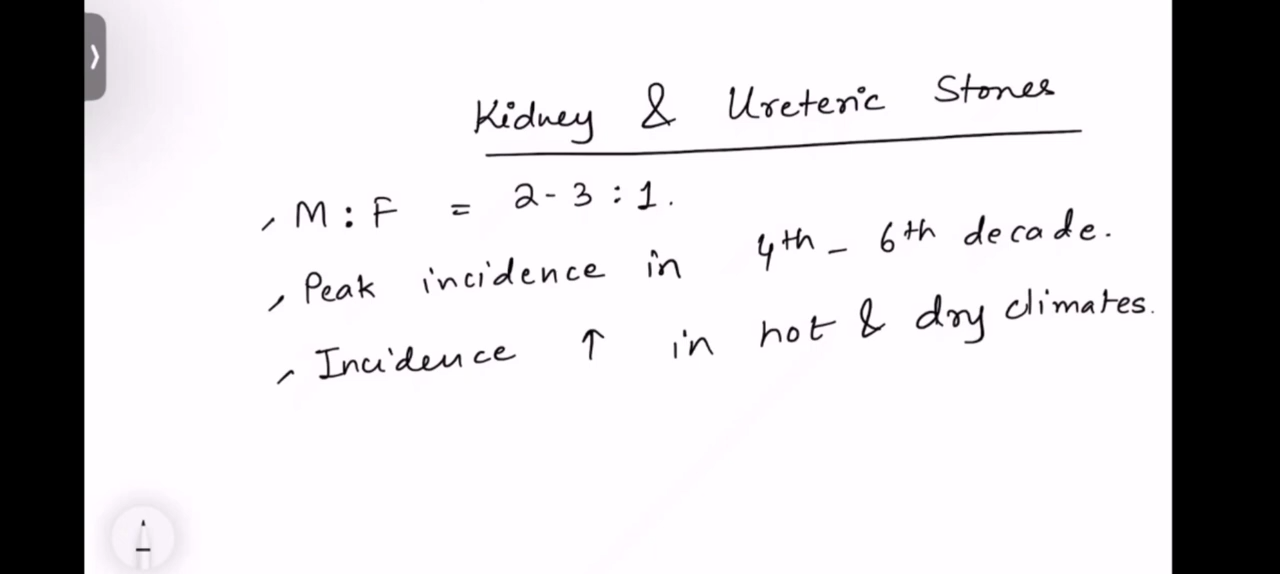 Kidney & Ureteric Stones
M : F = 2 - 3 : 1.
Peak incidence in 4th - 6th decade.
Incidence ↑ in hot & dry climates.